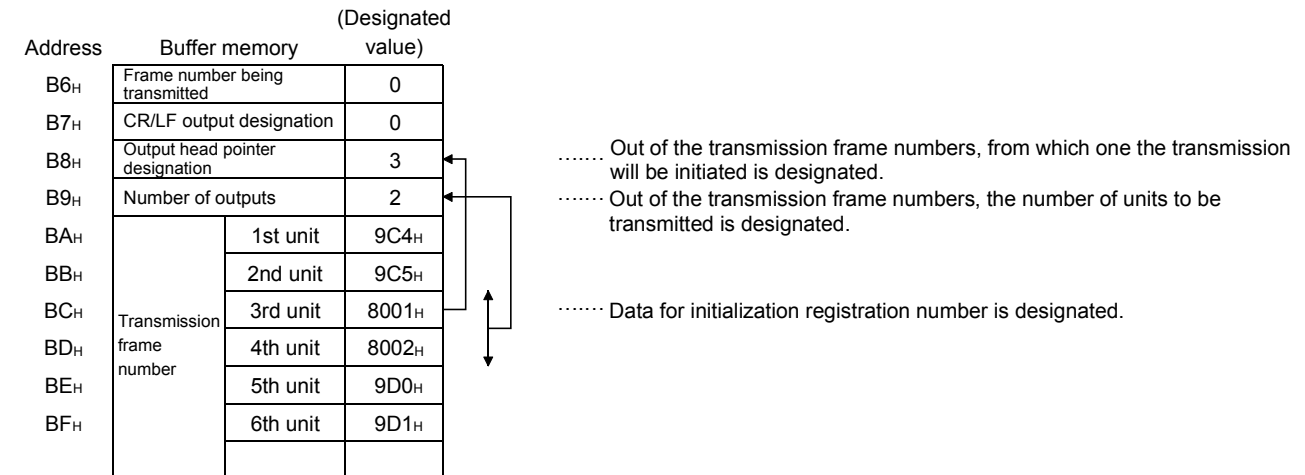 (Designated
Address Buffer memory value)
B6H Frame number being transmitted 0
B7H CR/LF output designation 0
B8H Output head pointer designation 3 ....... Out of the transmission frame numbers, from which one the transmission
will be initiated is designated.
B9H Number of outputs 2 ....... Out of the transmission frame numbers, the number of units to be
transmitted is designated.
BAH 1st unit 9C4H
BBH 2nd unit 9C5H
BCH 3rd unit 8001H ....... Data for initialization registration number is designated.
Transmission
frame
number
BDH 4th unit 8002H
BEH 5th unit 9D0H
BFH 6th unit 9D1H